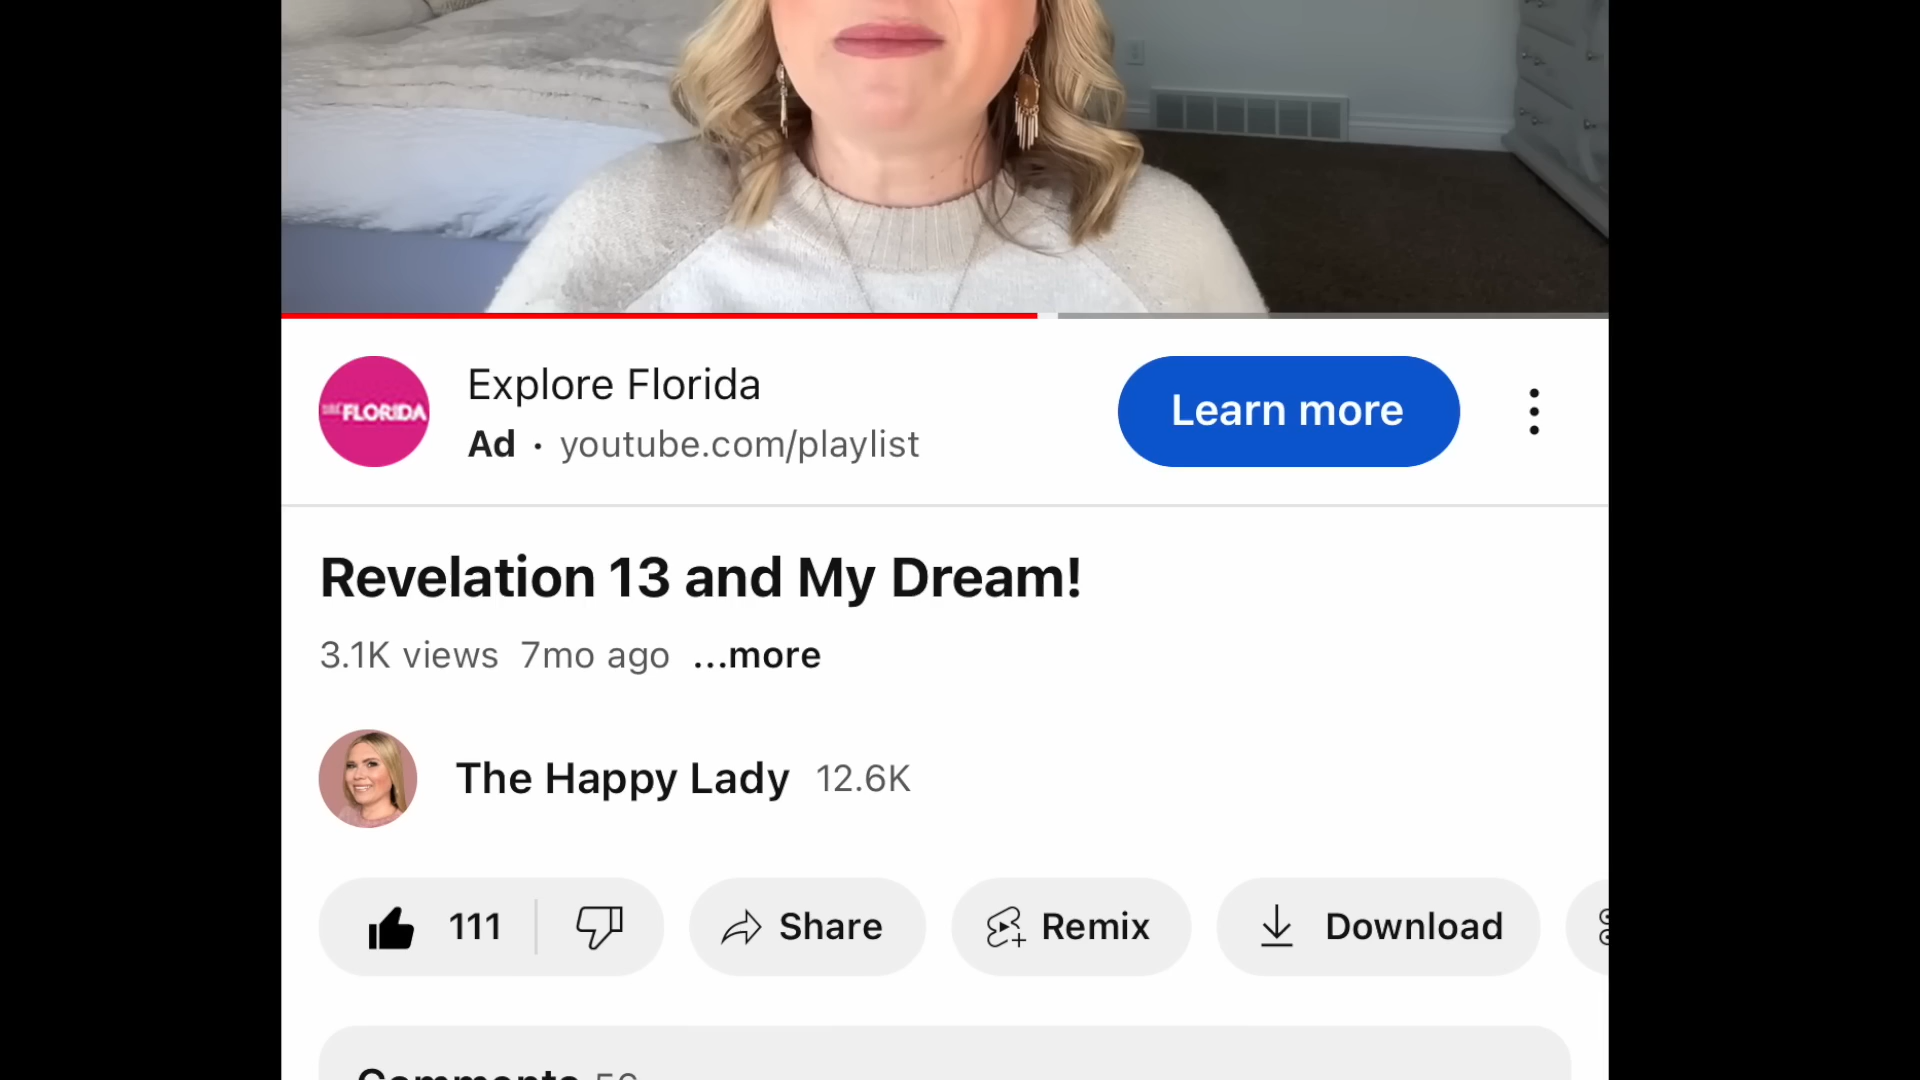 Explore Florida
FLORIDA
Ad · youtube.com/playlist
Learn more
Revelation 13 and My Dream!
3.1K views 7mo ago ...more
The Happy Lady 12.6K
111 Share Remix Download
Comments